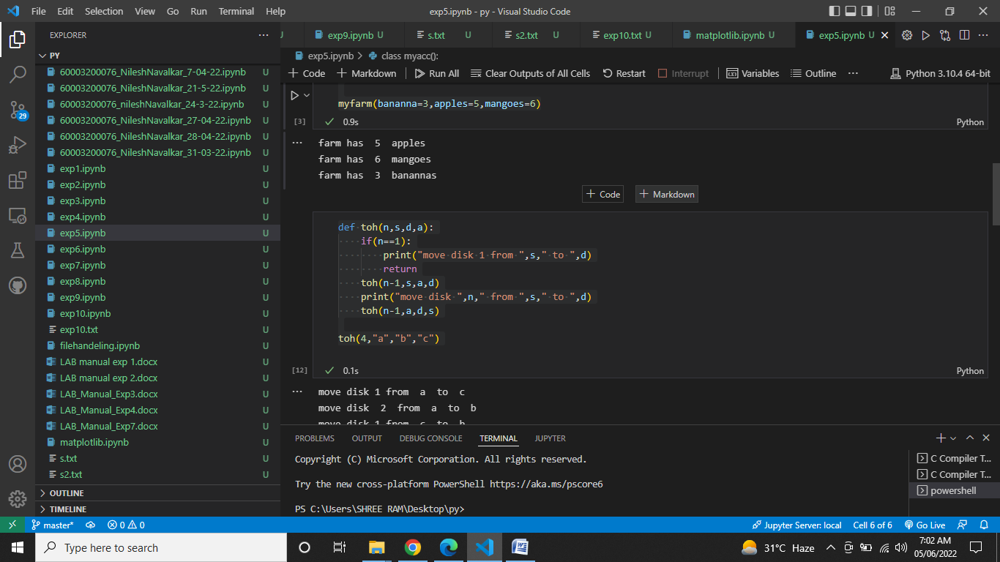 File Edit Selection View Go Run Terminal Help exp5.ipynb - py - Visual Studio Code
EXPLORER
PY
60003200076_NileshNavalkar_7-04-22.ipynb U
60003200076_NileshNavalkar_21-5-22.ipynb U
60003200076_nileshNavalkar_24-3-22.ipynb U
60003200076_NileshNavalkar_27-04-22.ipynb U
60003200076_NileshNavalkar_28-04-22.ipynb U
60003200076_NileshNavalkar_31-03-22.ipynb U
exp1.ipynb U
exp2.ipynb U
exp3.ipynb U
exp4.ipynb U
exp5.ipynb U
exp6.ipynb U
exp7.ipynb U
exp8.ipynb U
exp9.ipynb U
exp10.ipynb U
exp10.txt U
filehandeling.ipynb U
LAB manual exp 1.docx U
LAB manual exp 2.docx U
LAB_Manual_Exp3.docx U
LAB_Manual_Exp4.docx U
LAB_Manual_Exp7.docx U
matplotlib.ipynb U
s.txt U
s2.txt U
OUTLINE
TIMELINE
29
U exp9.ipynb U s.txt U s2.txt U exp10.txt U matplotlib.ipynb U exp5.ipynb U
exp5.ipynb > class myacc():
+ Code + Markdown Run All Clear Outputs of All Cells Restart Interrupt Variables Outline ... Python 3.10.4 64-bit
myfarm(bananna=3,apples=5,mangoes=6)
[3] 0.9s Python
farm has  5  apples
farm has  6  mangoes
farm has  3  banannas
+ Code + Markdown
def toh(n,s,d,a):
    if(n==1):
        print("move disk 1 from ",s," to ",d)
        return
    toh(n-1,s,a,d)
    print("move disk ",n," from ",s," to ",d)
    toh(n-1,a,d,s)
toh(4,"a","b","c")
[12] 0.1s Python
move disk 1 from  a  to  c
move disk  2  from  a  to  b
move disk 1 from  c  to  b
PROBLEMS OUTPUT DEBUG CONSOLE TERMINAL JUPYTER
Copyright (C) Microsoft Corporation. All rights reserved.
Try the new cross-platform PowerShell https://aka.ms/pscore6
PS C:\Users\SHREE RAM\Desktop\py>
C Compiler T...
C Compiler T...
powershell
master* 0 0 Jupyter Server: local Cell 6 of 6 Go Live
Type here to search
31°C Haze
7:02 AM
05/06/2022